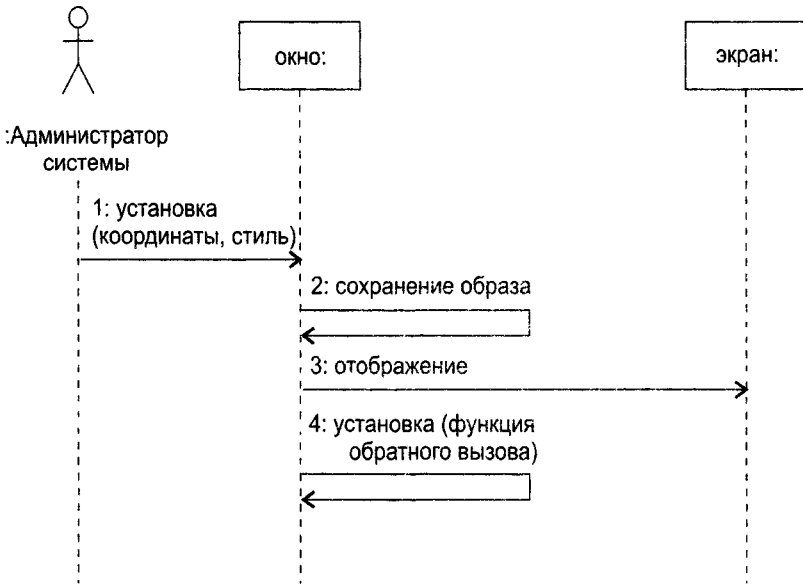 окно:
экран:
:Администратор
системы
1: установка
(координаты, стиль)
2: сохранение образа
3: отображение
4: установка (функция
обратного вызова)